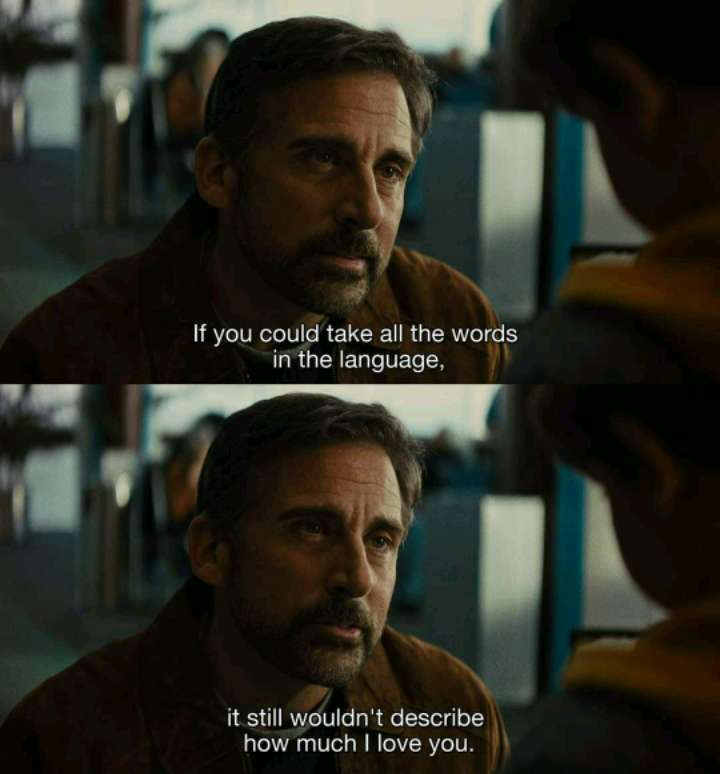 If you could take all the words
in the language,
it still wouldn't describe
how much I love you.